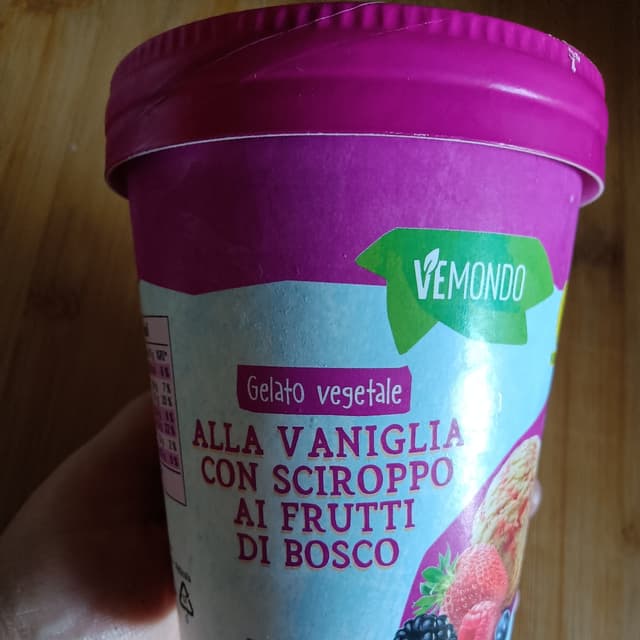 VEMONDO
Gelato vegetale
ALLA VANIGLIA
CON SCIROPPO
AI FRUTTI
DI BOSCO